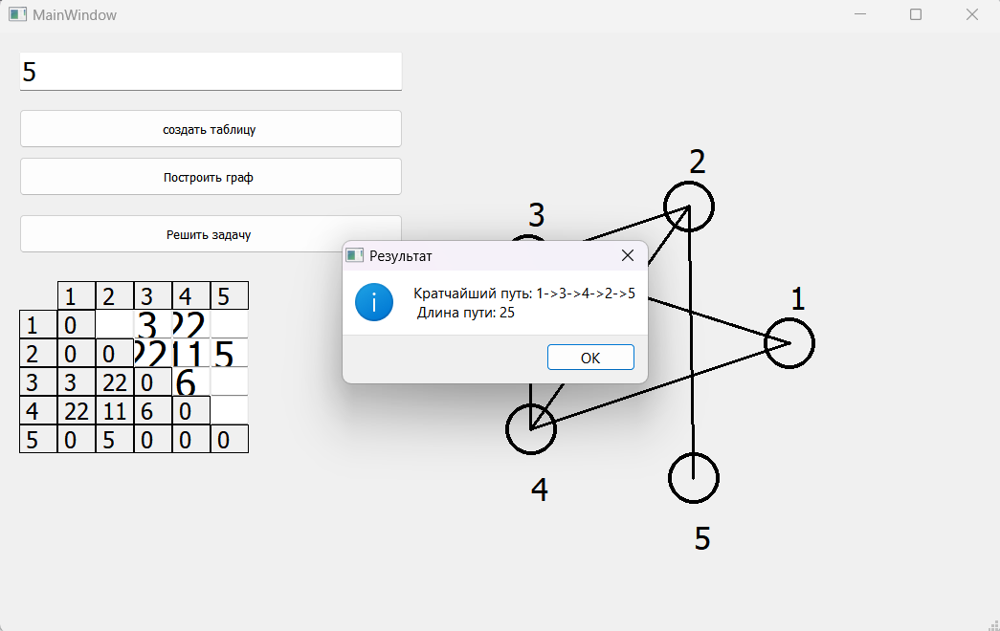 MainWindow
5
создать таблицу
Построить граф
Решить задачу
1 2 3 4 5
1 0 3 22
2 0 0 22 11 5
3 3 22 0 6
4 22 11 6 0
5 0 5 0 0 0
2
3
1
4
5
Результат
Кратчайший путь: 1->3->4->2->5
Длина пути: 25
OK